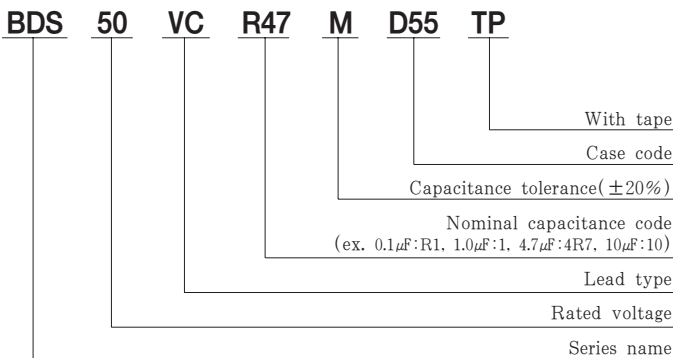 BDS 50 VC R47 M D55 TP
With tape
Case code
Capacitance tolerance(±20%)
Nominal capacitance code
(ex. 0.1µF:R1, 1.0µF:1, 4.7µF:4R7, 10µF:10)
Lead type
Rated voltage
Series name